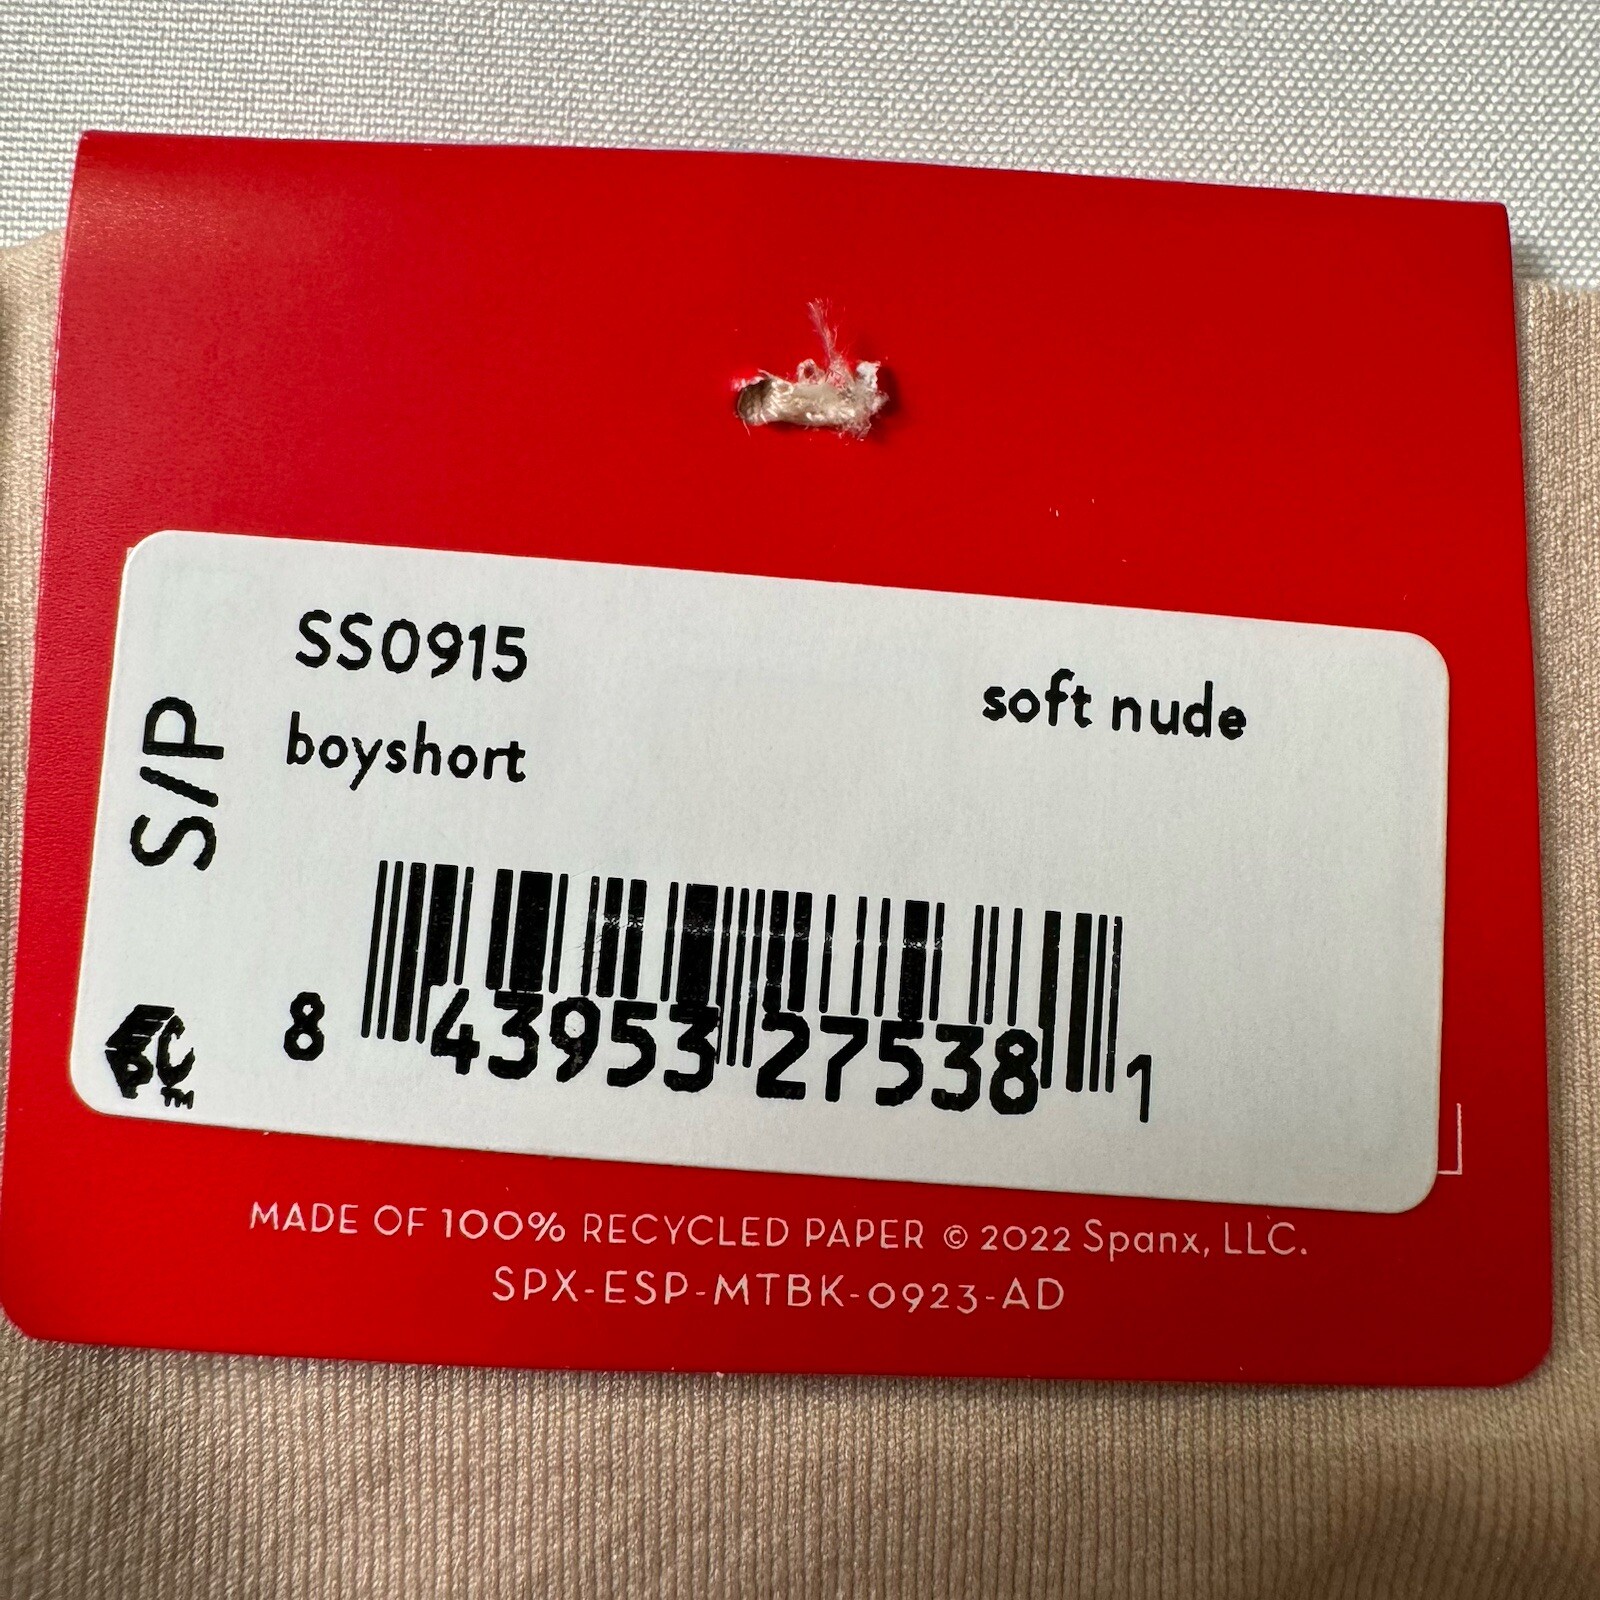 SS0915
boyshort
soft nude
S/P
8 43953 27538 1
TM
MADE OF 100% RECYCLED PAPER © 2022 Spanx, LLC.
SPX-ESP-MTBK-0923-AD